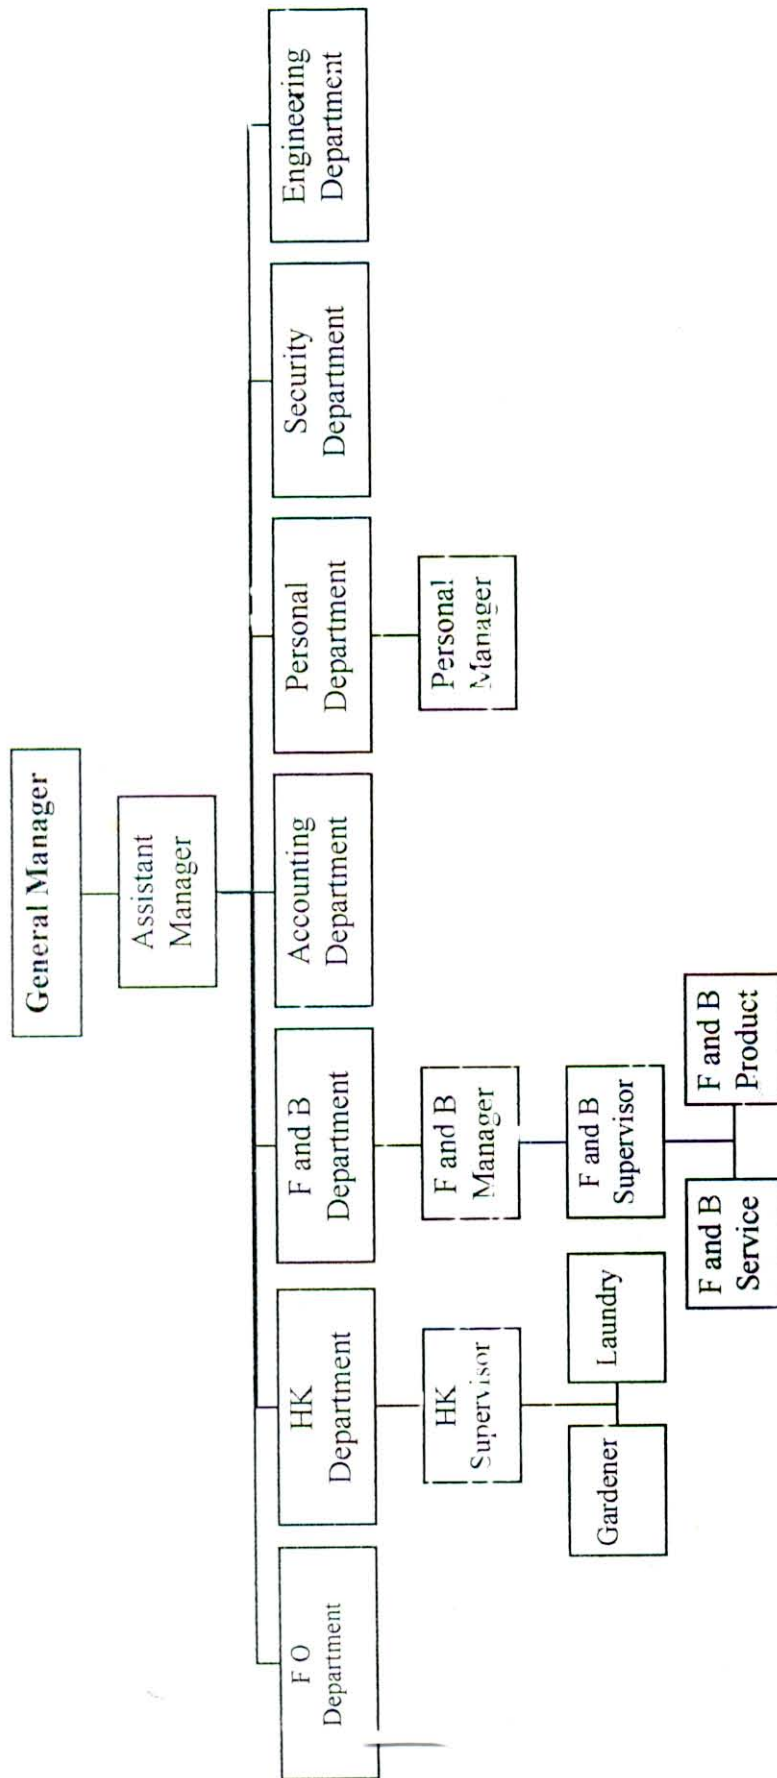 General Manager
Assistant
Manager
F O
Department
HK
Department
F and B
Department
Accounting
Department
Personal
Department
Security
Department
Engineering
Department
HK
Supervisor
F and B
Manager
Personal
Manager
Gardener
Laundry
F and B
Supervisor
F and B
Service
F and B
Product